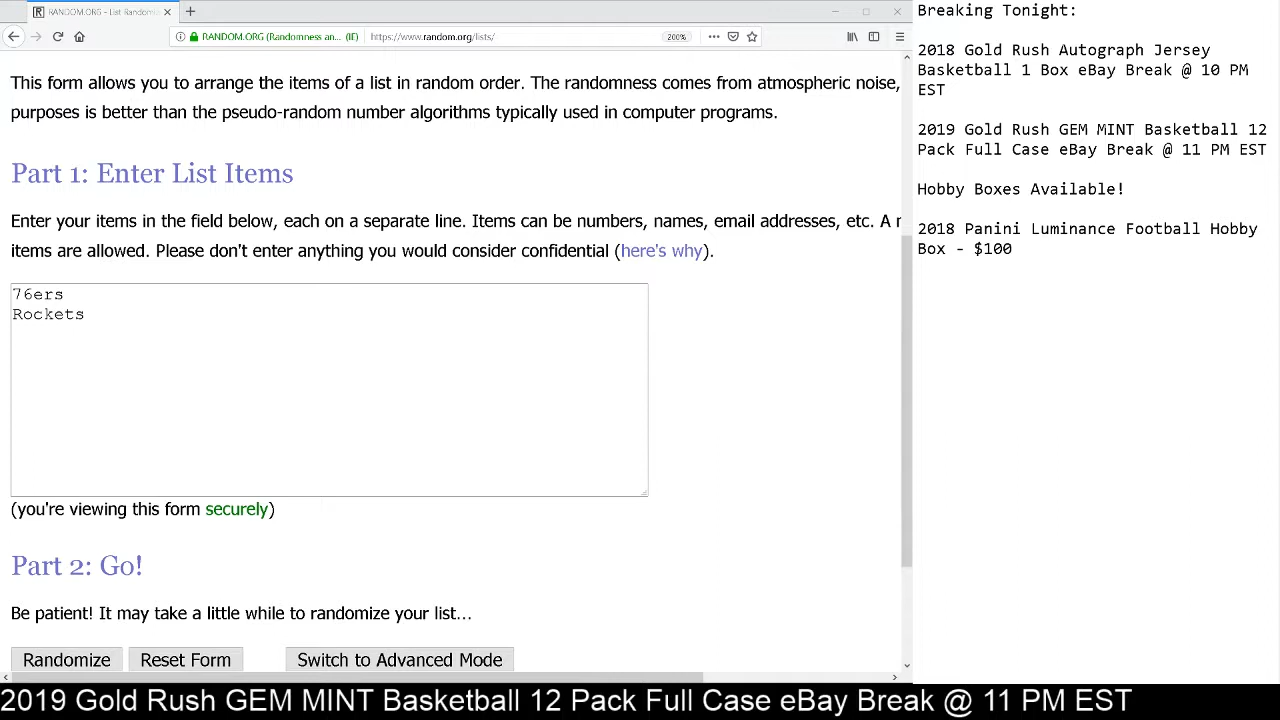 RANDOM.ORG - List Randomiz
RANDOM.ORG (Randomness an... (IE)
https://www.random.org/lists/
200%
This form allows you to arrange the items of a list in random order. The randomness comes from atmospheric noise,
purposes is better than the pseudo-random number algorithms typically used in computer programs.
Part 1: Enter List Items
Enter your items in the field below, each on a separate line. Items can be numbers, names, email addresses, etc. A
items are allowed. Please don't enter anything you would consider confidential (here's why).
76ers
Rockets
(you're viewing this form securely)
Part 2: Go!
Be patient! It may take a little while to randomize your list...
Randomize Reset Form Switch to Advanced Mode
Breaking Tonight:
2018 Gold Rush Autograph Jersey
Basketball 1 Box eBay Break @ 10 PM
EST
2019 Gold Rush GEM MINT Basketball 12
Pack Full Case eBay Break @ 11 PM EST
Hobby Boxes Available!
2018 Panini Luminance Football Hobby
Box - $100
2019 Gold Rush GEM MINT Basketball 12 Pack Full Case eBay Break @ 11 PM EST